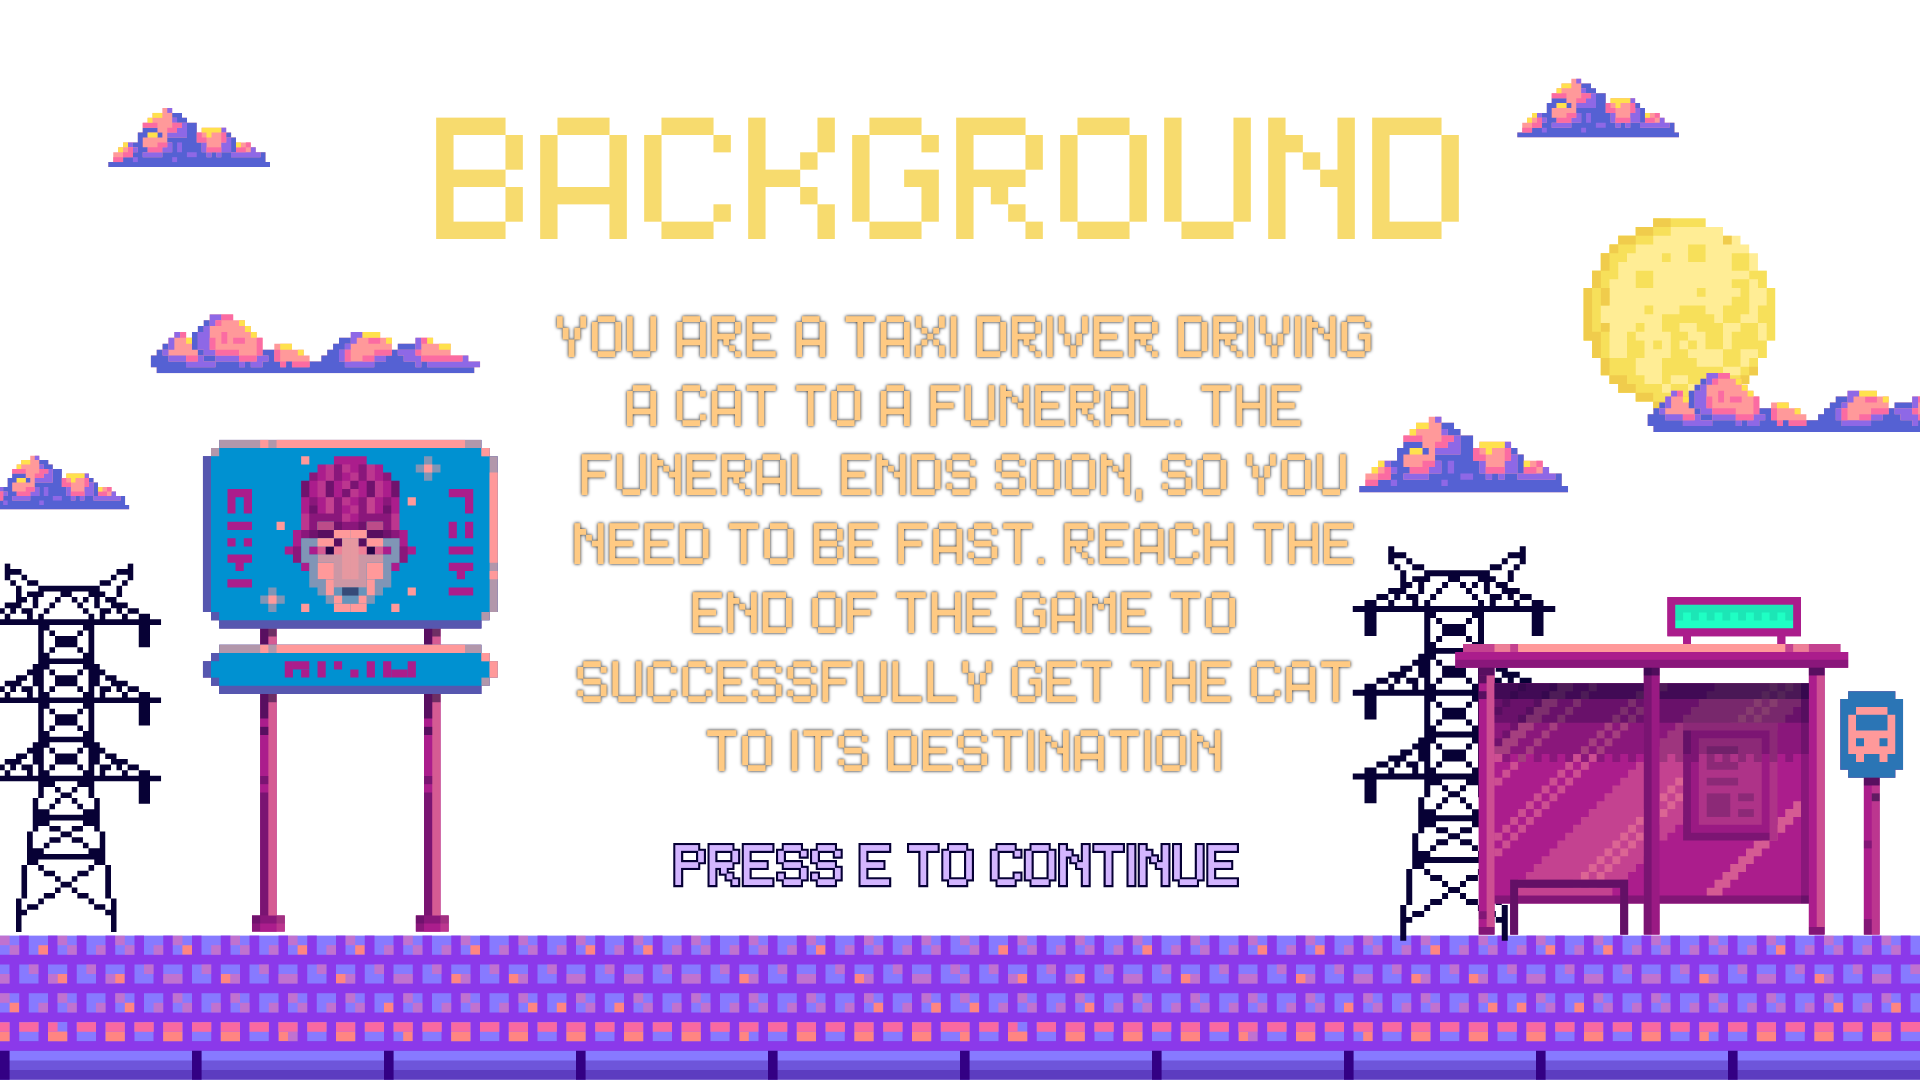 BACKGROUND
YOU ARE A TAXI DRIVER DRIVING
A CAT TO A FUNERAL. THE
FUNERAL ENDS SOON, SO YOU
NEED TO BE FAST. REACH THE
END OF THE GAME TO
SUCCESSFULLY GET THE CAT
TO ITS DESTINATION
PRESS E TO CONTINUE